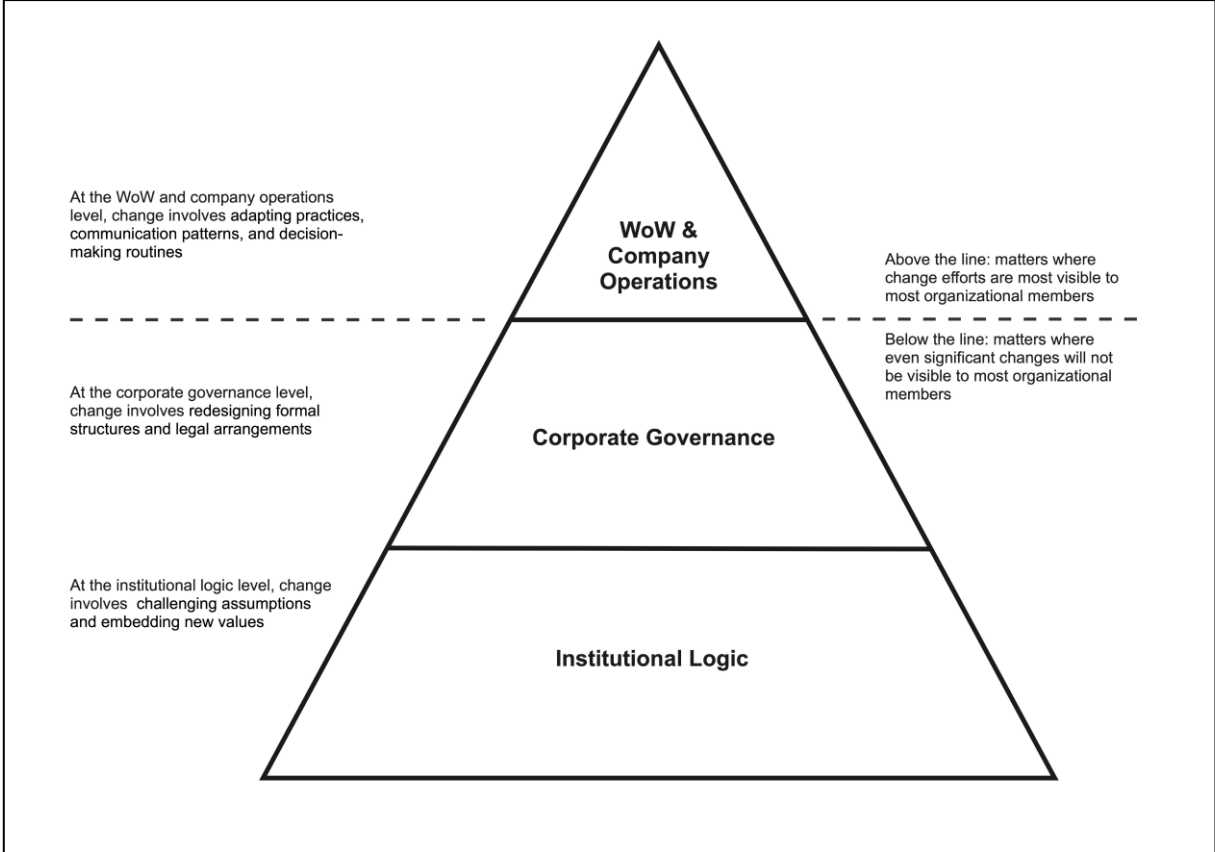 At the WoW and company operations
level, change involves adapting practices,
communication patterns, and decision-
making routines
WoW &
Company
Operations
Above the line: matters where
change efforts are most visible to
most organizational members
Below the line: matters where
even significant changes will not
be visible to most organizational
members
At the corporate governance level,
change involves redesigning formal
structures and legal arrangements
Corporate Governance
At the institutional logic level, change
involves challenging assumptions
and embedding new values
Institutional Logic